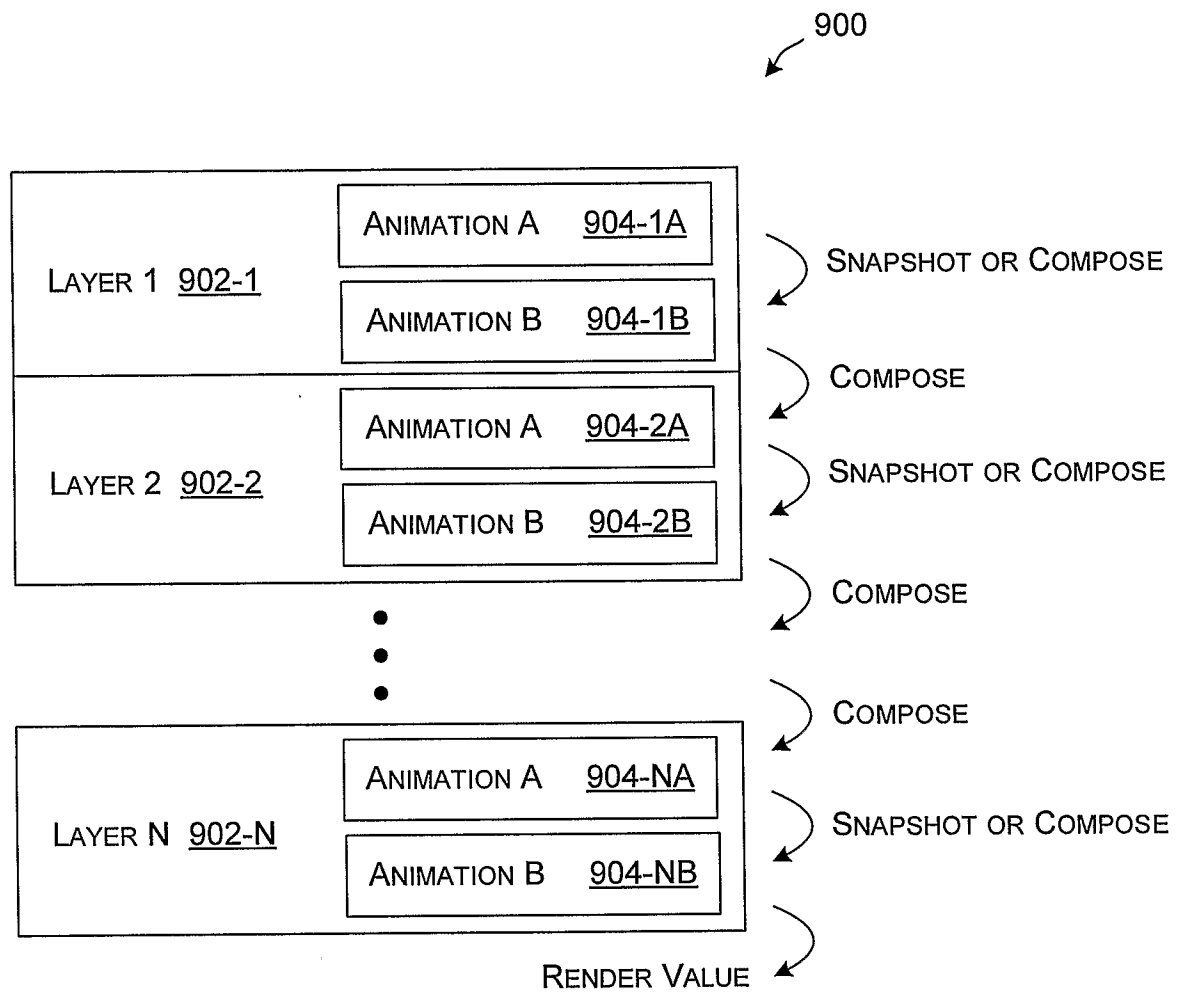 900
ANIMATION A 904-1A
SNAPSHOT OR COMPOSE
LAYER 1 902-1
ANIMATION B 904-1B
COMPOSE
ANIMATION A 904-2A
SNAPSHOT OR COMPOSE
LAYER 2 902-2
ANIMATION B 904-2B
COMPOSE
COMPOSE
ANIMATION A 904-NA
SNAPSHOT OR COMPOSE
LAYER N 902-N
ANIMATION B 904-NB
RENDER VALUE